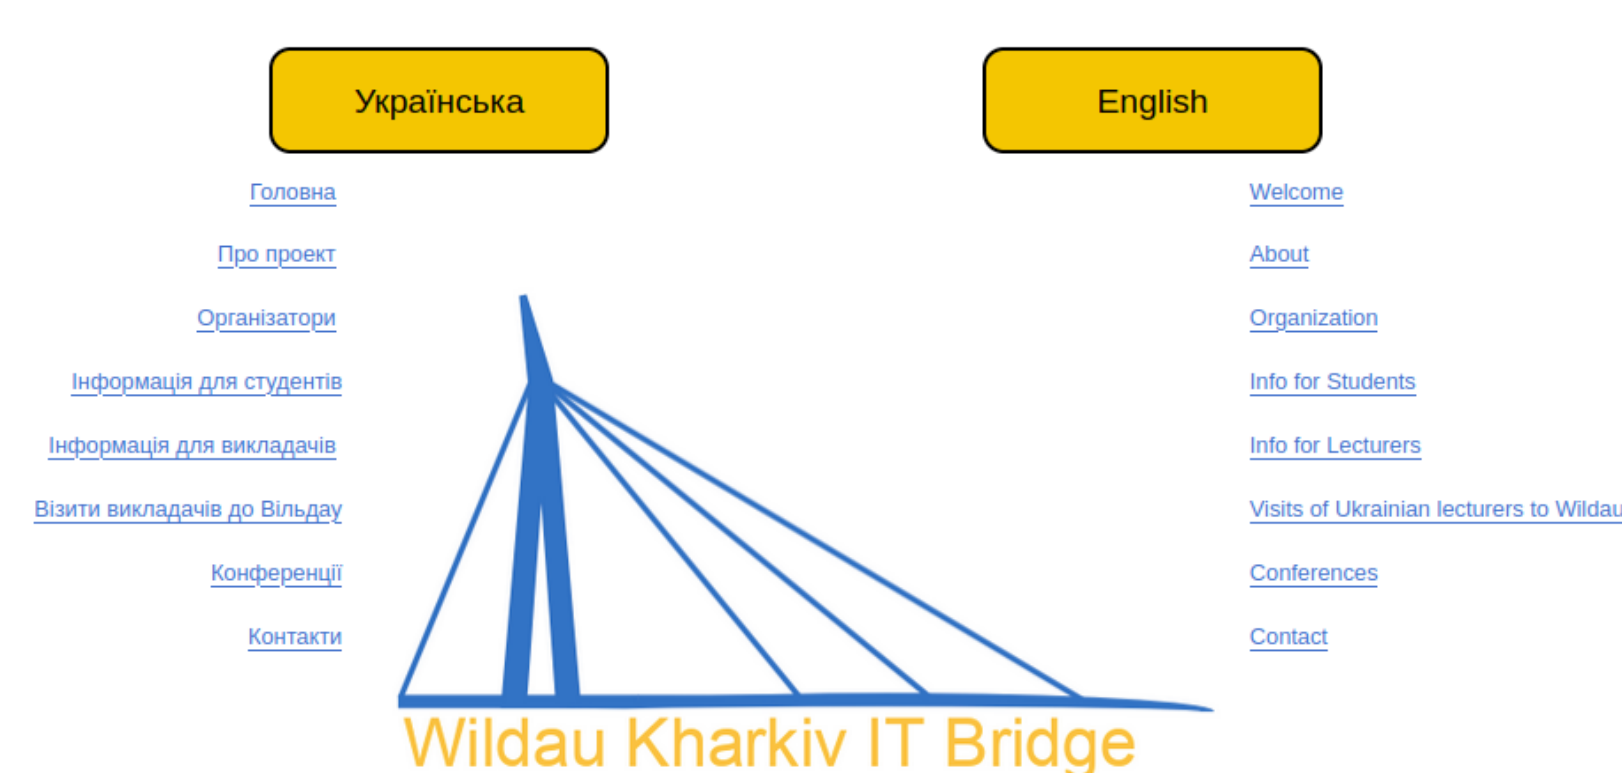 Українська
English
Головна
Про проект
Організатори
Інформація для студентів
Інформація для викладачів
Візити викладачів до Вільдау
Конференції
Контакти
Welcome
About
Organization
Info for Students
Info for Lecturers
Visits of Ukrainian lecturers to Wildau
Conferences
Contact
Wildau Kharkiv IT Bridge